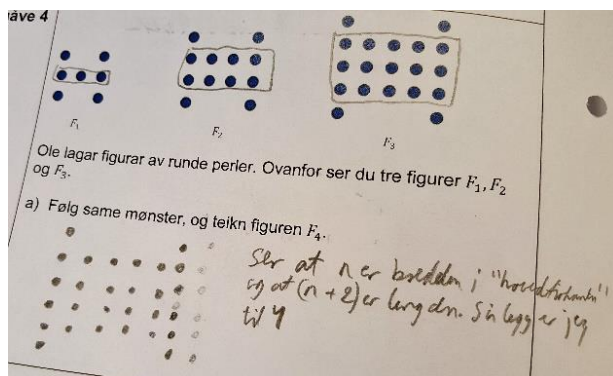 åve 4
F₁
F₂
F₃
Ole lagar figurar av runde perler. Ovanfor ser du tre figurer F₁, F₂
og F₃.
a) Følg same mønster, og teikn figuren F₄.
Ser at n er bredden i "hovedfirkanten"
og at (n + 2) er lengden. Så legger jeg
til 4